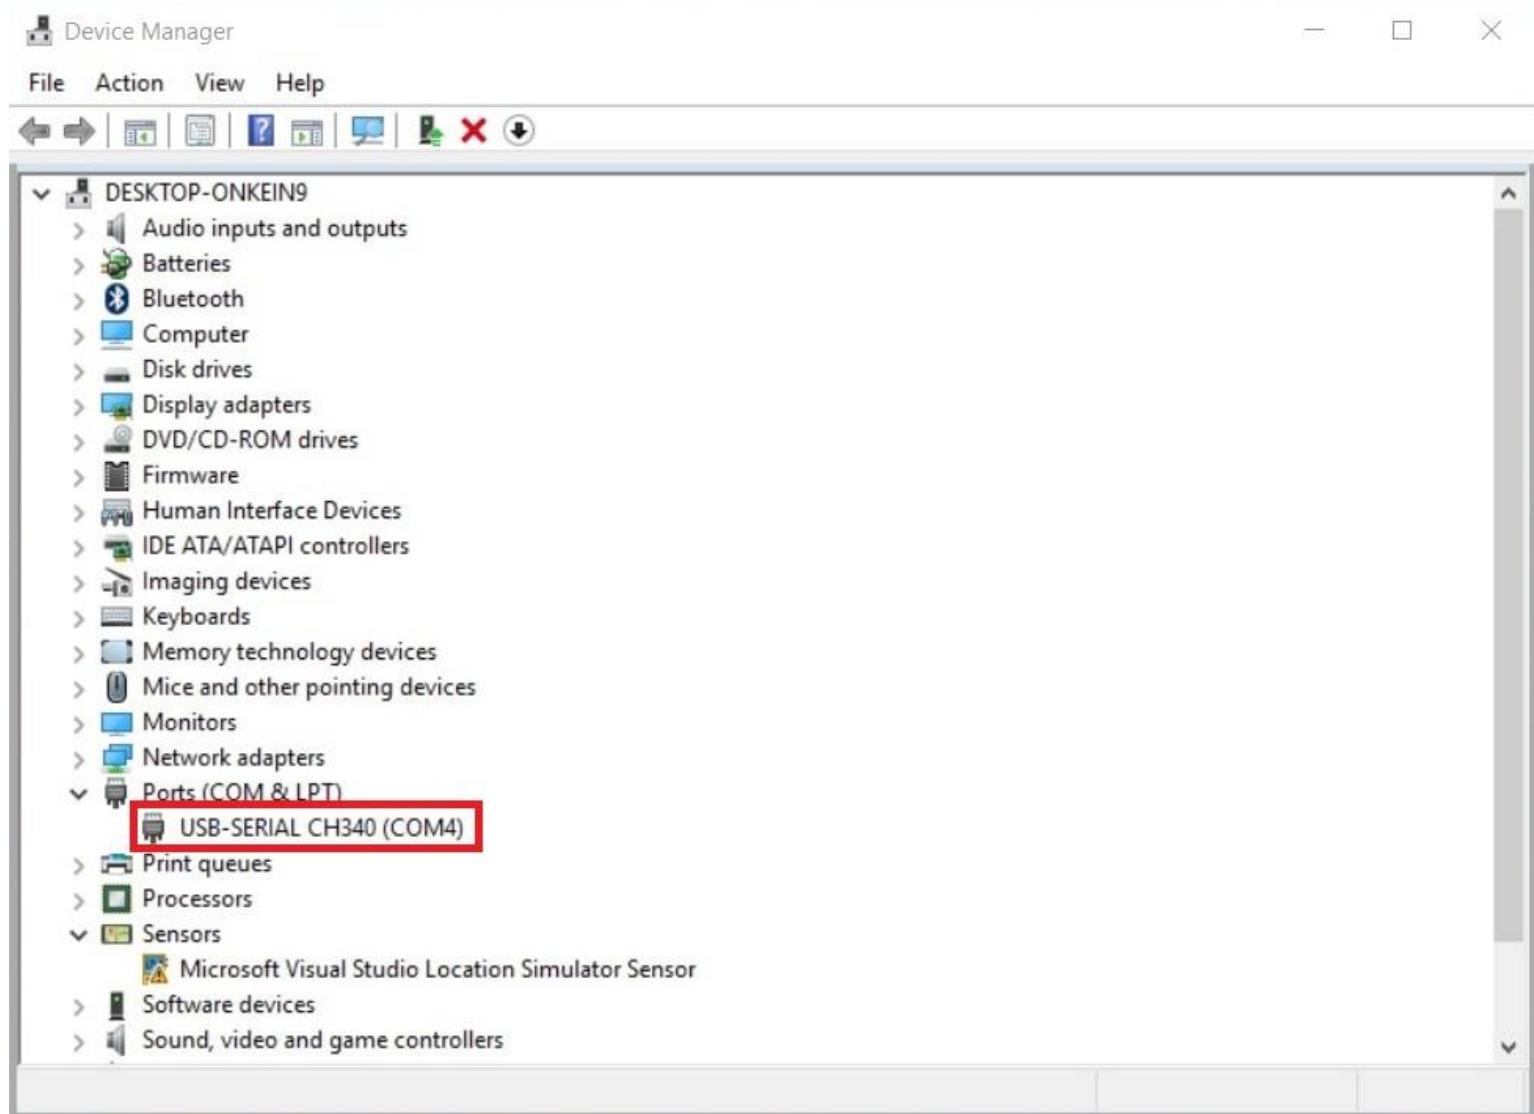 Device Manager
File Action View Help
DESKTOP-ONKEIN9
Audio inputs and outputs
Batteries
Bluetooth
Computer
Disk drives
Display adapters
DVD/CD-ROM drives
Firmware
Human Interface Devices
IDE ATA/ATAPI controllers
Imaging devices
Keyboards
Memory technology devices
Mice and other pointing devices
Monitors
Network adapters
Ports (COM & LPT)
USB-SERIAL CH340 (COM4)
Print queues
Processors
Sensors
Microsoft Visual Studio Location Simulator Sensor
Software devices
Sound, video and game controllers